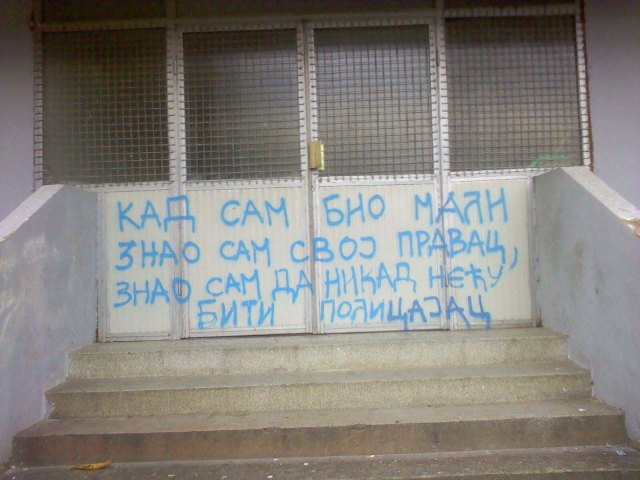 КАД САМ БИО МАЛИ
ЗНАО САМ СВОЈ ПРАВАЦ,
ЗНАО САМ ДА НИКАД НЕЋУ
БИТИ ПОЛИЦАЈАЦ